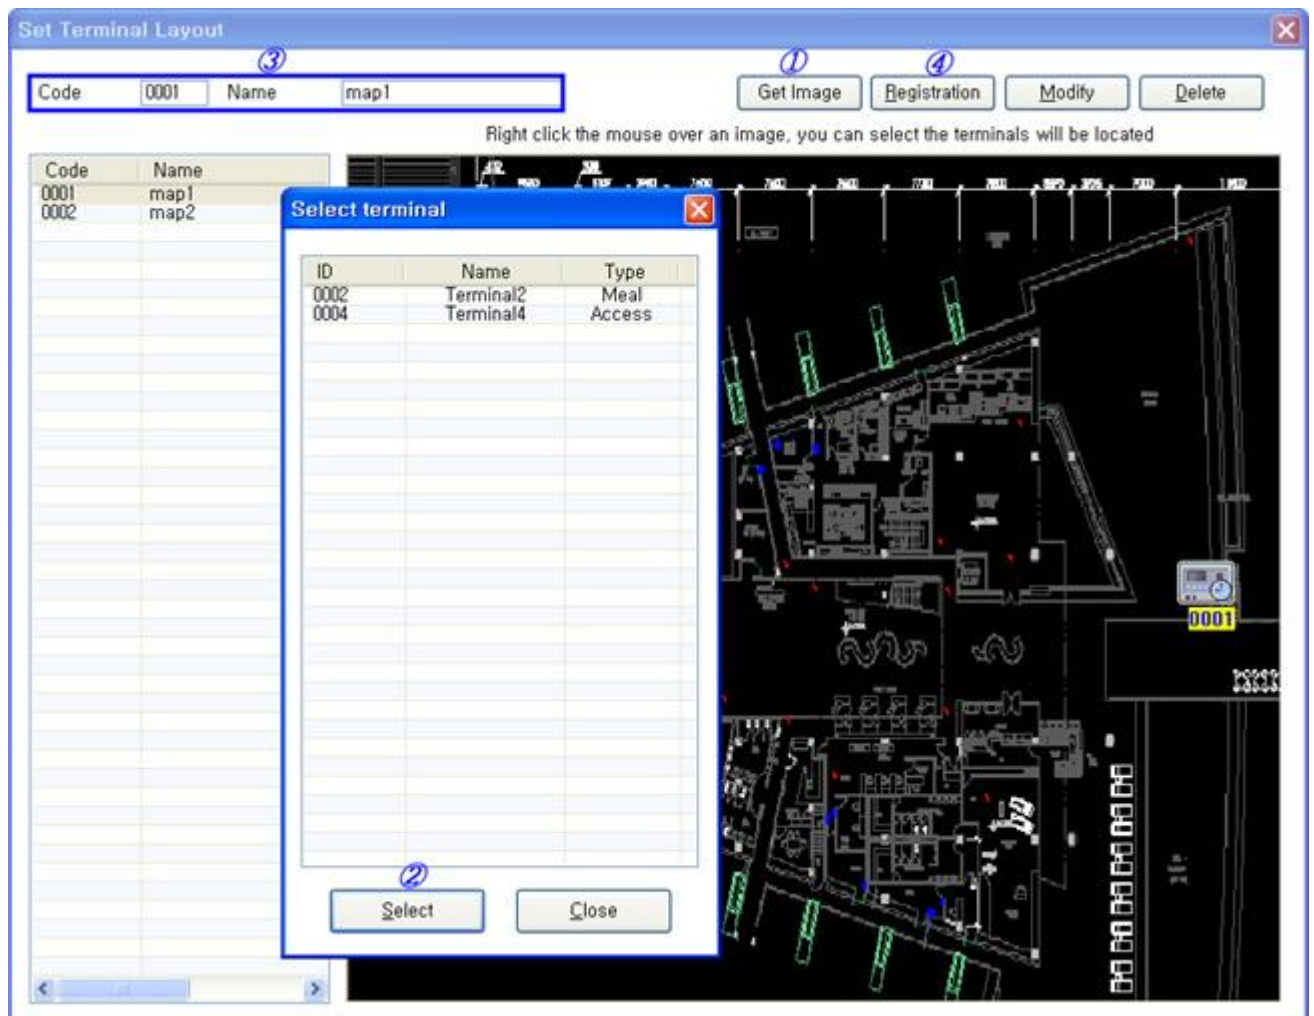 Set Terminal Layout
③ ① ④
Code 0001 Name map1 Get Image Registration Modify Delete
Right click the mouse over an image, you can select the terminals will be located
Code Name
0001 map1
0002 map2
Select terminal
ID Name Type
0002 Terminal2 Meal
0004 Terminal4 Access
②
Select Close
0001